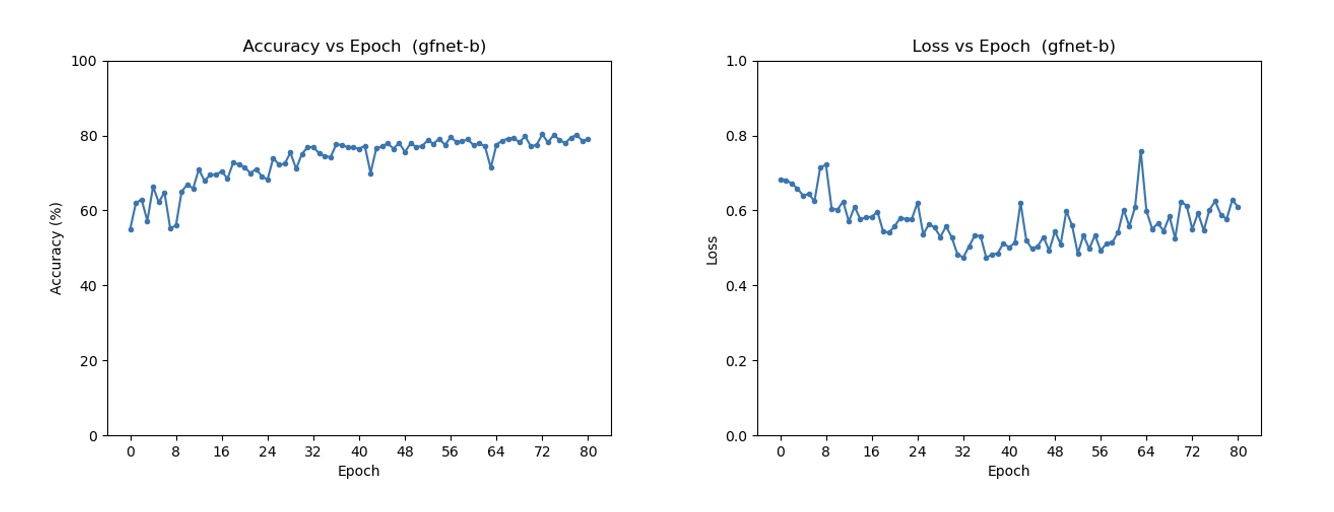 Accuracy vs Epoch  (gfnet-b)
100
80
60
40
20
0
Accuracy (%)
0 8 16 24 32 40 48 56 64 72 80
Epoch
Loss vs Epoch  (gfnet-b)
1.0
0.8
0.6
0.4
0.2
0.0
Loss
0 8 16 24 32 40 48 56 64 72 80
Epoch